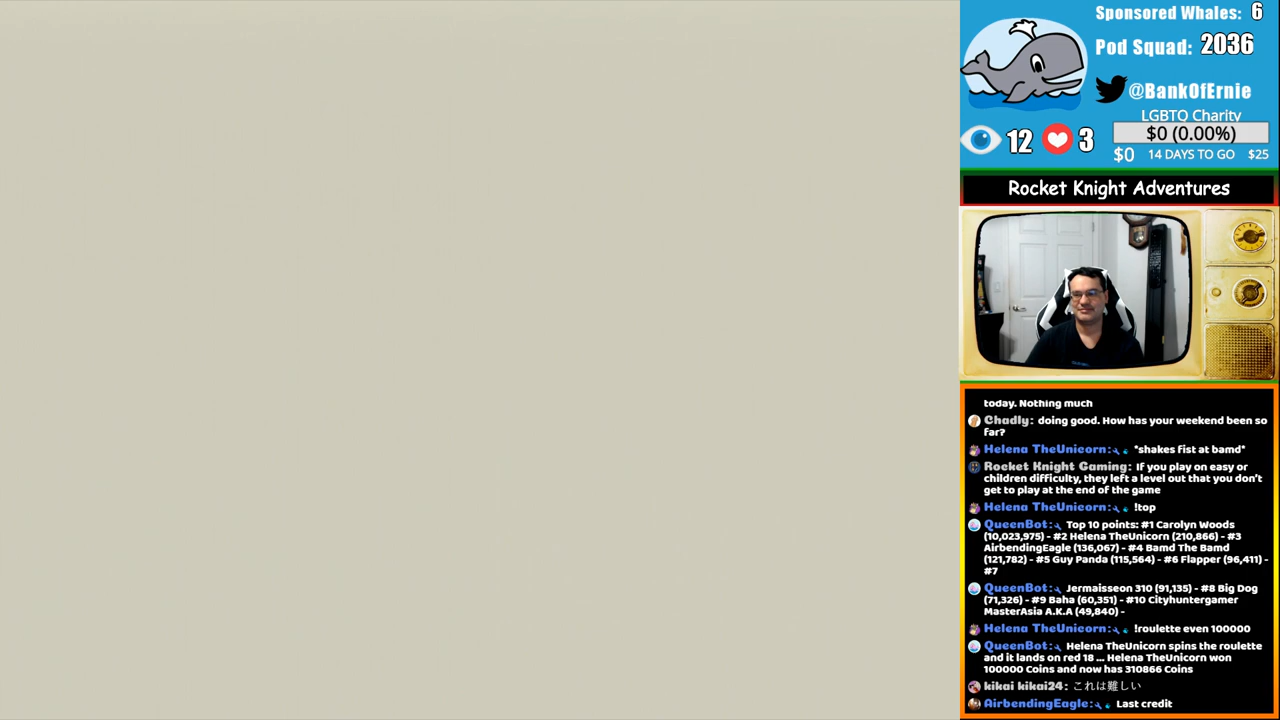 Sponsored Whales: 6
Pod Squad: 2036
@BankOfErnie
LGBTQ Charity
12 3 $0 (0.00%)
$0 14 DAYS TO GO $25
Rocket Knight Adventures
today. Nothing much
Chadly: doing good. How has your weekend been so
far?
Helena TheUnicorn: *shakes fist at bamd*
Rocket Knight Gaming: If you play on easy or
children difficulty, they left a level out that you don't
get to play at the end of the game
Helena TheUnicorn: !top
QueenBot: Top 10 points: #1 Carolyn Woods
(10,023,975) - #2 Helena TheUnicorn (210,866) - #3
AirbendingEagle (136,067) - #4 Bamd The Bamd
(121,782) - #5 Guy Panda (115,564) - #6 Flapper (96,411) -
#7
QueenBot: Jermaisseon 310 (91,135) - #8 Big Dog
(71,326) - #9 Baha (60,351) - #10 Cityhuntergamer
MasterAsia A.K.A (49,840) -
Helena TheUnicorn: !roulette even 100000
QueenBot: Helena TheUnicorn spins the roulette
and it lands on red 18 ... Helena TheUnicorn won
100000 Coins and now has 310866 Coins
kikai kikai24: これは難しい
AirbendingEagle: Last credit